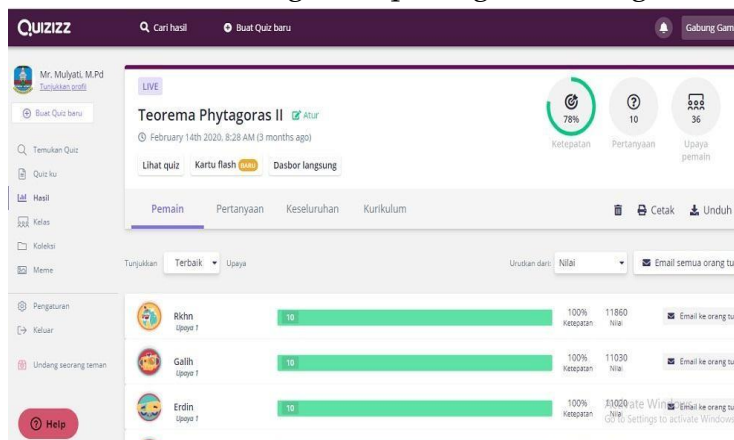 QUIZIZZ
Cari hasil
Buat Quiz baru
Gabung Gam
Mr. Mulyati, M.Pd
Tunjukkan profil
Buat Quiz baru
Temukan Quiz
Quiz ku
Hasil
Kelas
Koleksi
Meme
Pengaturan
Keluar
Undang seorang teman
Help
LIVE
Teorema Phytagoras II Atur
February 14th 2020, 8:28 AM (3 months ago)
Lihat quiz Kartu flash BARU Dasbor langsung
78%
Ketepatan
10
Pertanyaan
36
Upaya
pemain
Pemain Pertanyaan Keseluruhan Kurikulum
Cetak Unduh
Tunjukkan Terbaik Upaya
Urutkan dari: Nilai
Email semua orang tu
Rkhn
Upaya 1
10
100%
Ketepatan
11860
Nilai
Email ke orang tu
Galih
Upaya 1
10
100%
Ketepatan
11030
Nilai
Email ke orang tu
Erdin
Upaya 1
10
100%
Ketepatan
11020
Nilai
Email ke orang tu
Activate Windows
Go to Settings to activate Windows